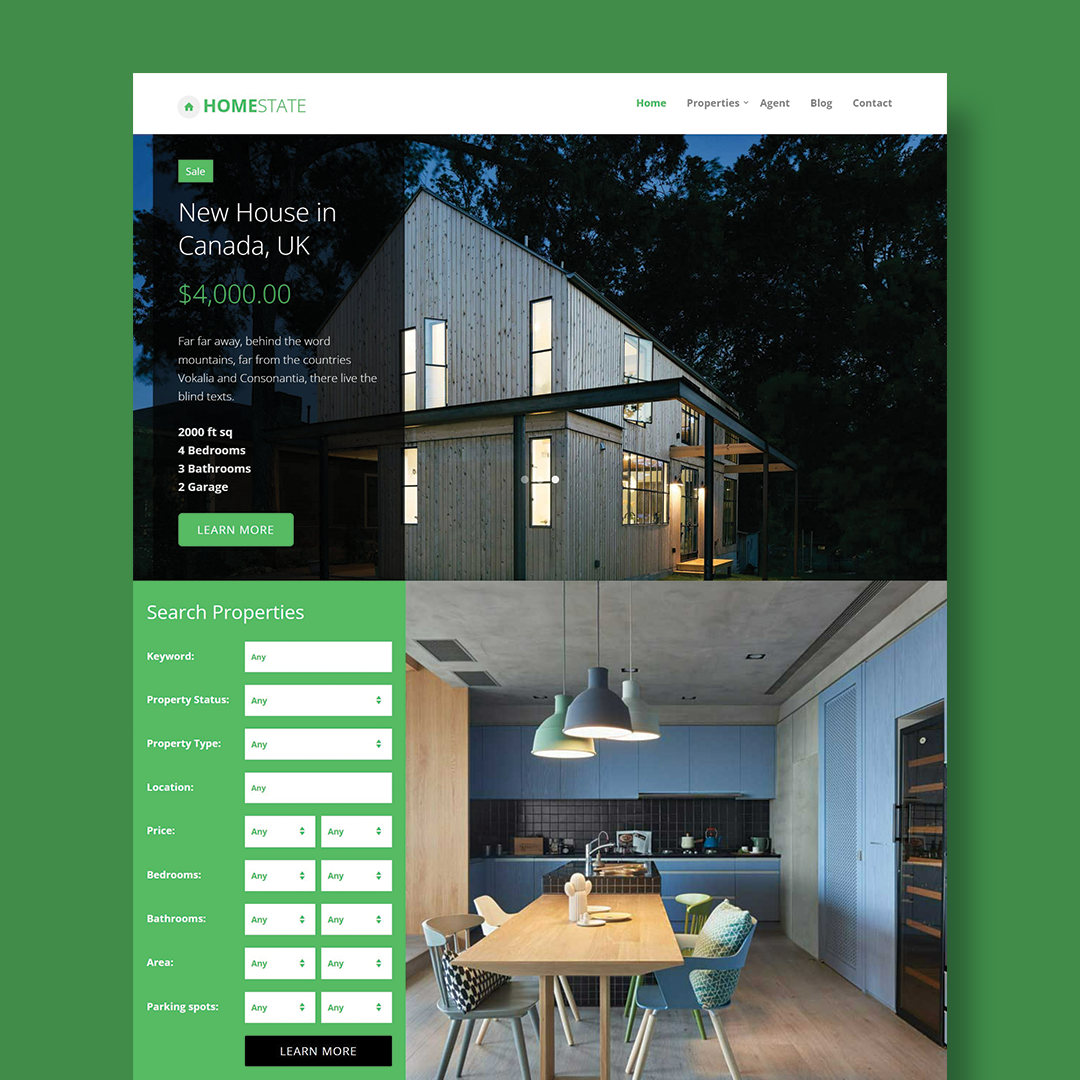 HOMESTATE
Home Properties Agent Blog Contact
Sale
New House in
Canada, UK
$4,000.00
Far far away, behind the word
mountains, far from the countries
Vokalia and Consonantia, there live the
blind texts.
2000 ft sq
4 Bedrooms
3 Bathrooms
2 Garage
LEARN MORE
Search Properties
Keyword: Any
Property Status: Any
Property Type: Any
Location: Any
Price: Any Any
Bedrooms: Any Any
Bathrooms: Any Any
Area: Any Any
Parking spots: Any Any
LEARN MORE